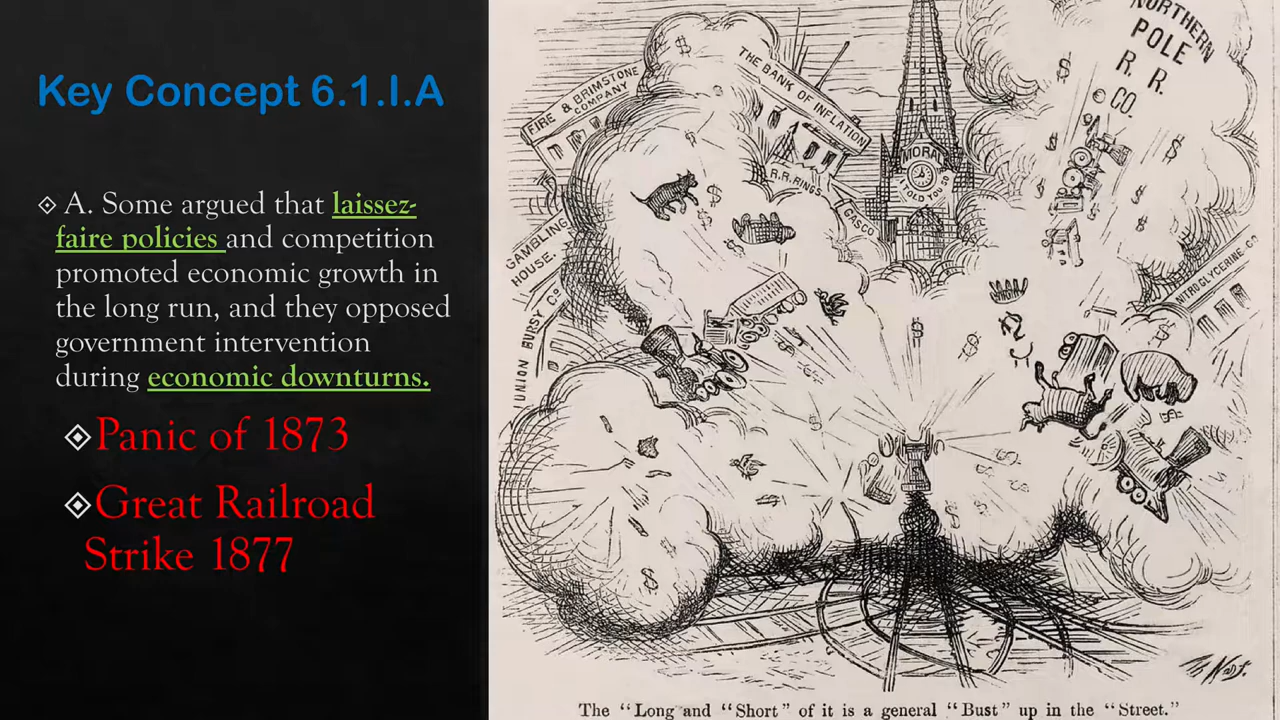 Key Concept 6.1.I.A
A. Some argued that laissez-
faire policies and competition
promoted economic growth in
the long run, and they opposed
government intervention
during economic downturns.
Panic of 1873
Great Railroad
Strike 1877
FIRE & BRIMSTONE
COMPANY
THE BANK OF INFLATION
R.R. RINGS
GASCO
GAMBLING
HOUSE.
UNION BUBSY CO
MORAL
I TOLD YOU SO
NORTHERN
POLE
R. R.
CO.
NITRO GLYCERINE CO
Th Nast.
The “Long and “Short” of it is a general “Bust” up in the “Street.”